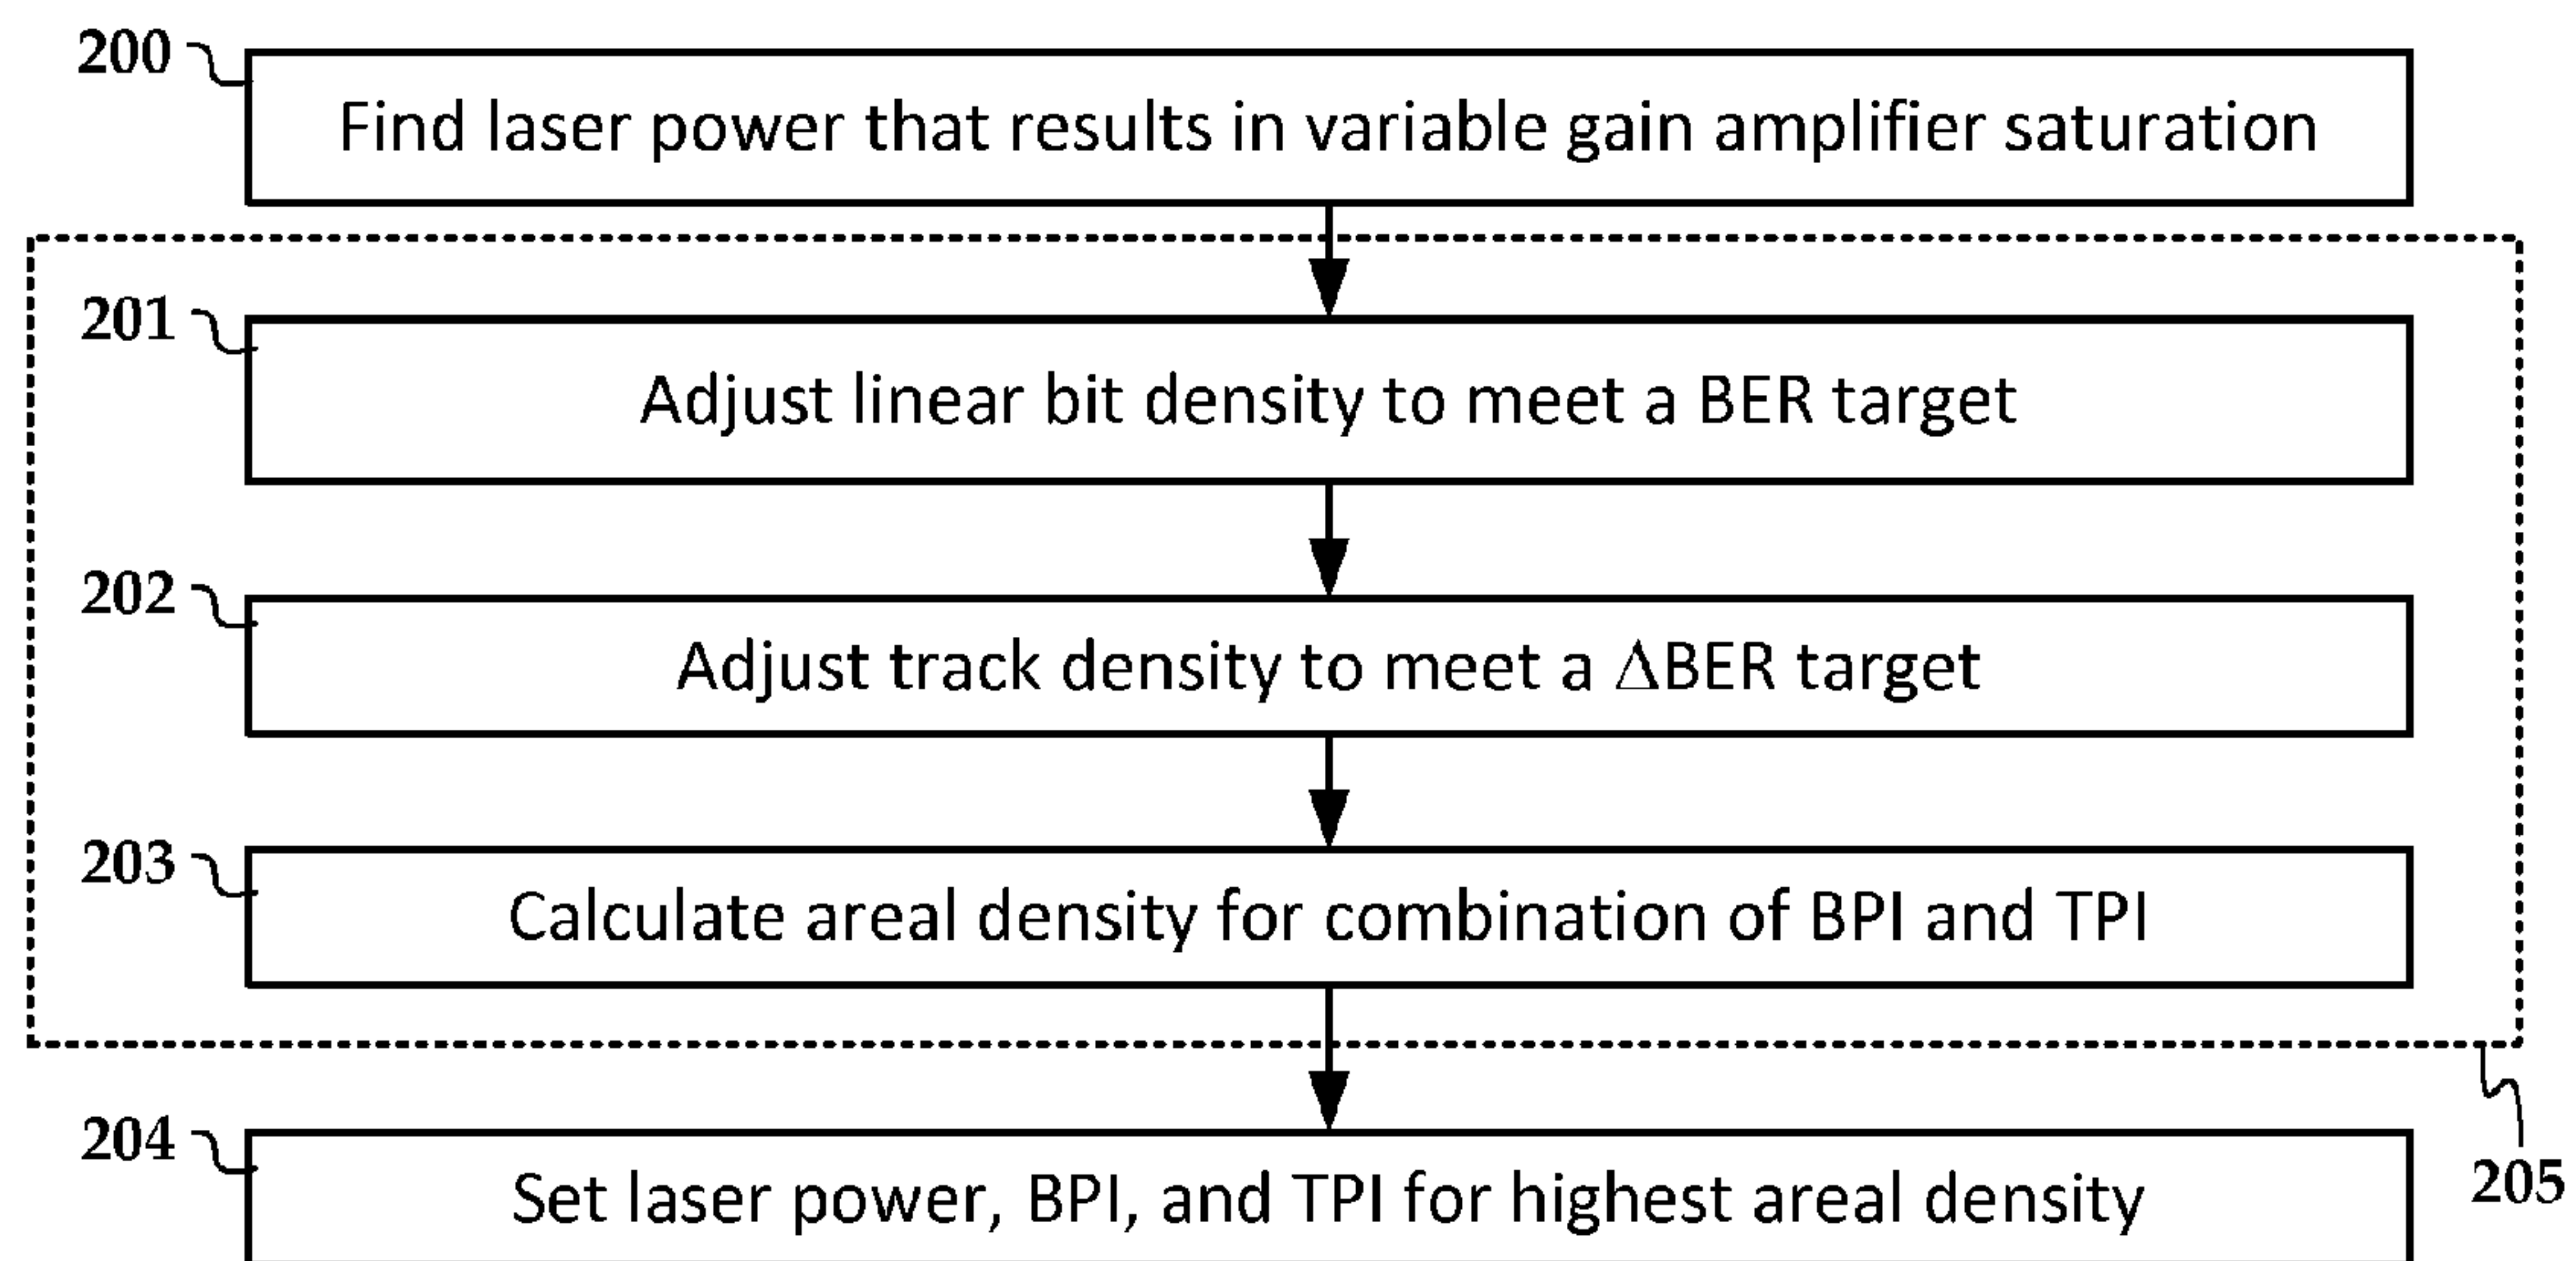 200
Find laser power that results in variable gain amplifier saturation
201
Adjust linear bit density to meet a BER target
202
Adjust track density to meet a ΔBER target
203
Calculate areal density for combination of BPI and TPI
204
Set laser power, BPI, and TPI for highest areal density
205